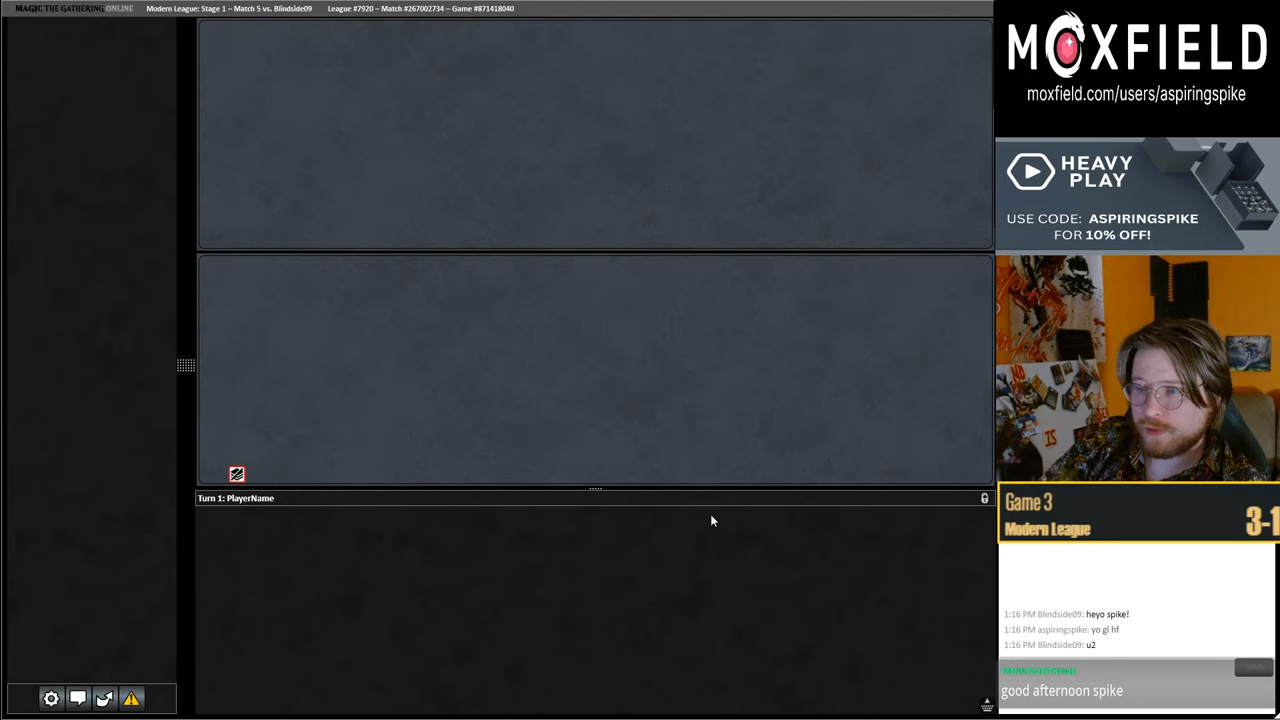 MAGIC THE GATHERING ONLINE
Modern League: Stage 1 – Match 5 vs. Blindside09
League #7920 – Match #267002734 – Game #871418040
MOXFIELD
moxfield.com/users/aspiringspike
HEAVY
PLAY
USE CODE: ASPIRINGSPIKE
FOR 10% OFF!
IS
Turn 1: PlayerName
Game 3
3-1
Modern League
1:16 PM Blindside09: heyo spike!
1:16 PM aspiringspike: yo gl hf
1:16 PM Blindside09: u2
good afternoon spike